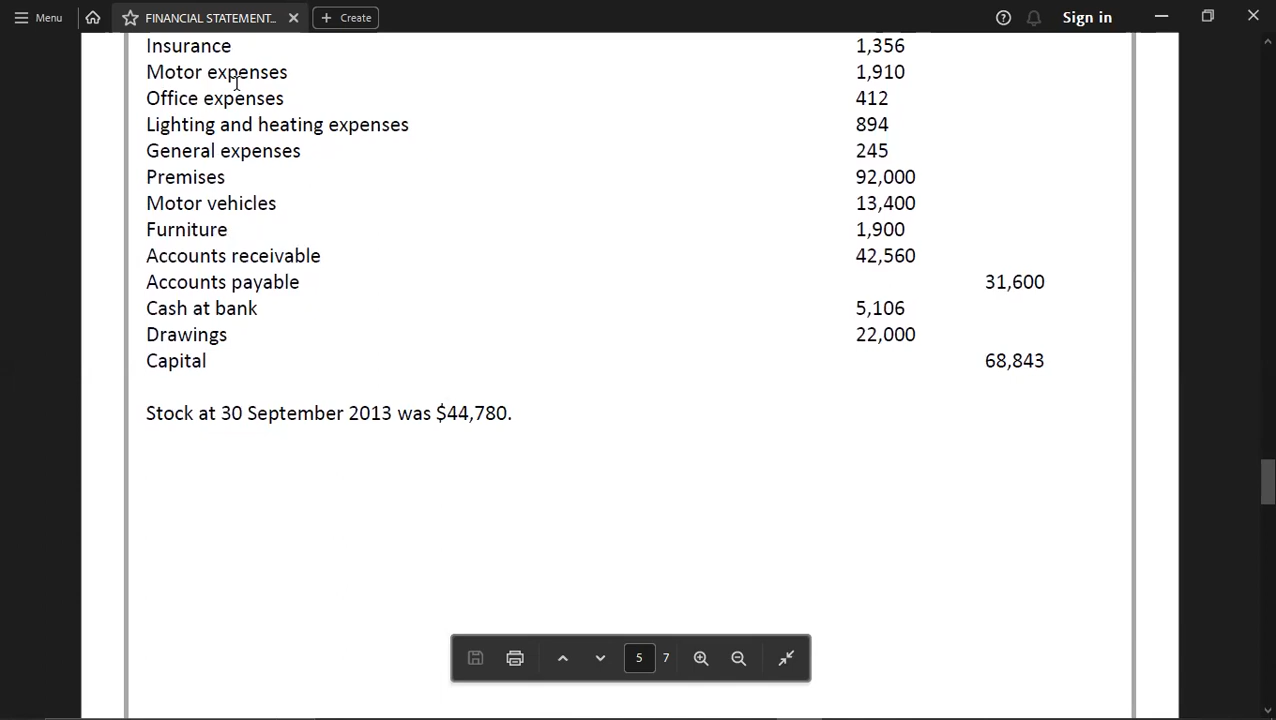 Menu FINANCIAL STATEMENT... Create Sign in
Insurance 1,356
Motor expenses 1,910
Office expenses 412
Lighting and heating expenses 894
General expenses 245
Premises 92,000
Motor vehicles 13,400
Furniture 1,900
Accounts receivable 42,560
Accounts payable 31,600
Cash at bank 5,106
Drawings 22,000
Capital 68,843
Stock at 30 September 2013 was $44,780.
5 7